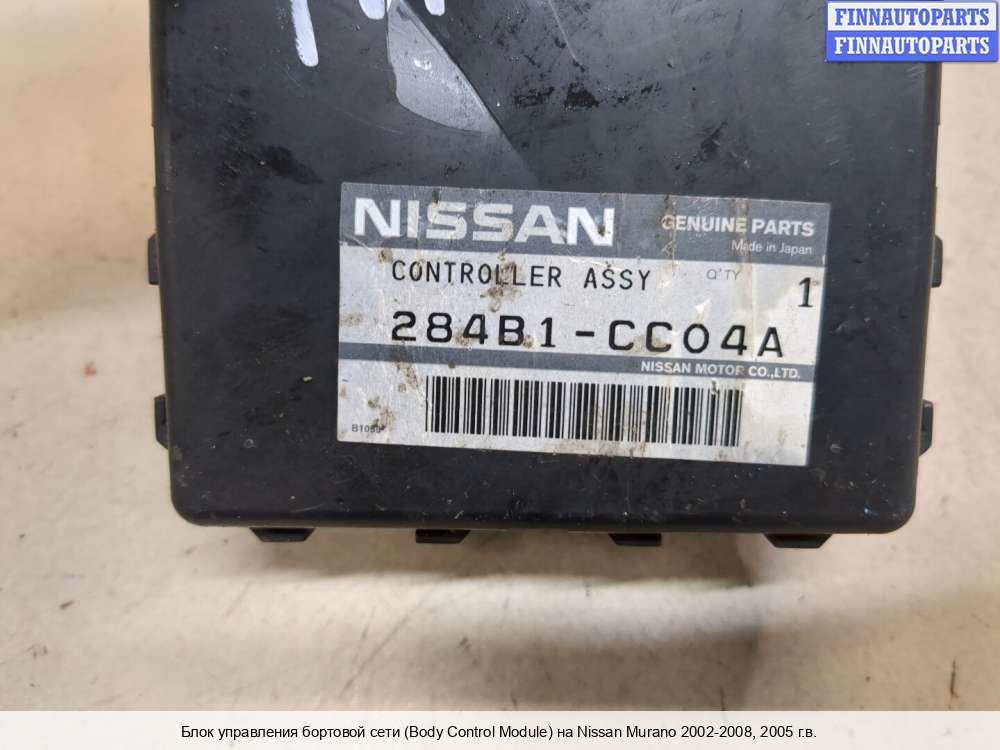 FINNAUTOPARTS
FINNAUTOPARTS
NISSAN GENUINE PARTS
Made in Japan
CONTROLLER ASSY Q'TY 1
284B1-CC04A
NISSAN MOTOR CO.,LTD.
Блок управления бортовой сети (Body Control Module) на Nissan Murano 2002-2008, 2005 г.в.